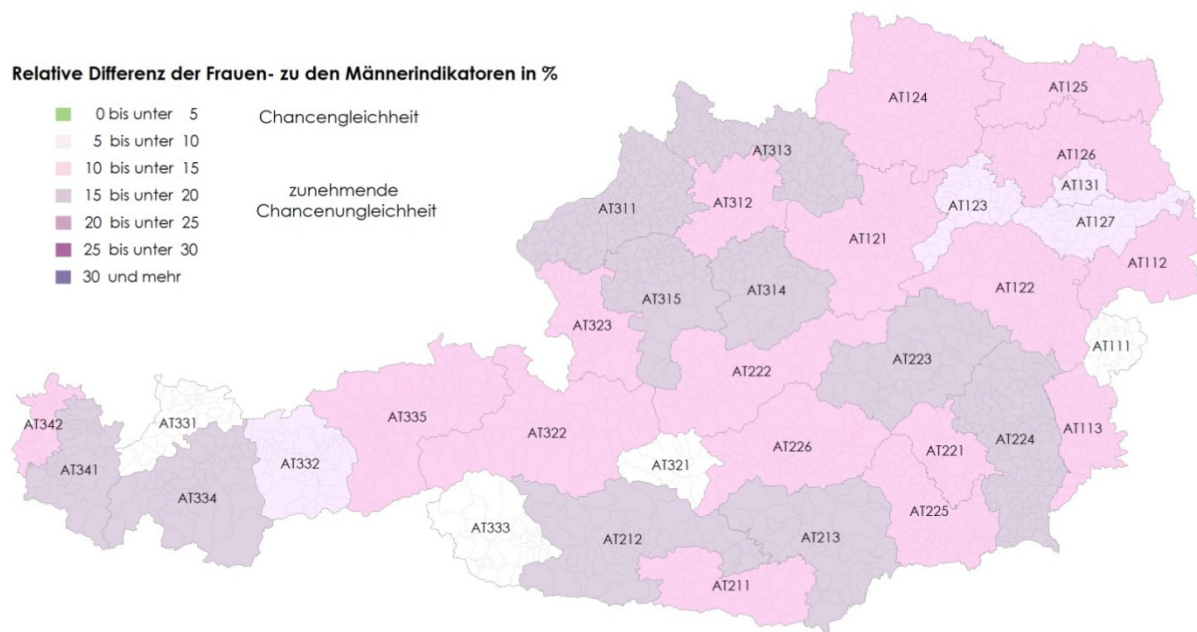 Relative Differenz der Frauen- zu den Männerindikatoren in %
0 bis unter 5
Chancengleichheit
5 bis unter 10
10 bis unter 15
15 bis unter 20
zunehmende
Chancenungleichheit
20 bis unter 25
25 bis unter 30
30 und mehr
AT124
AT125
AT126
AT313
AT131
AT312
AT123
AT311
AT127
AT121
AT112
AT122
AT314
AT315
AT323
AT111
AT223
AT222
AT335
AT342
AT331
AT322
AT113
AT224
AT226
AT221
AT332
AT321
AT341
AT334
AT225
AT333
AT212
AT213
AT211